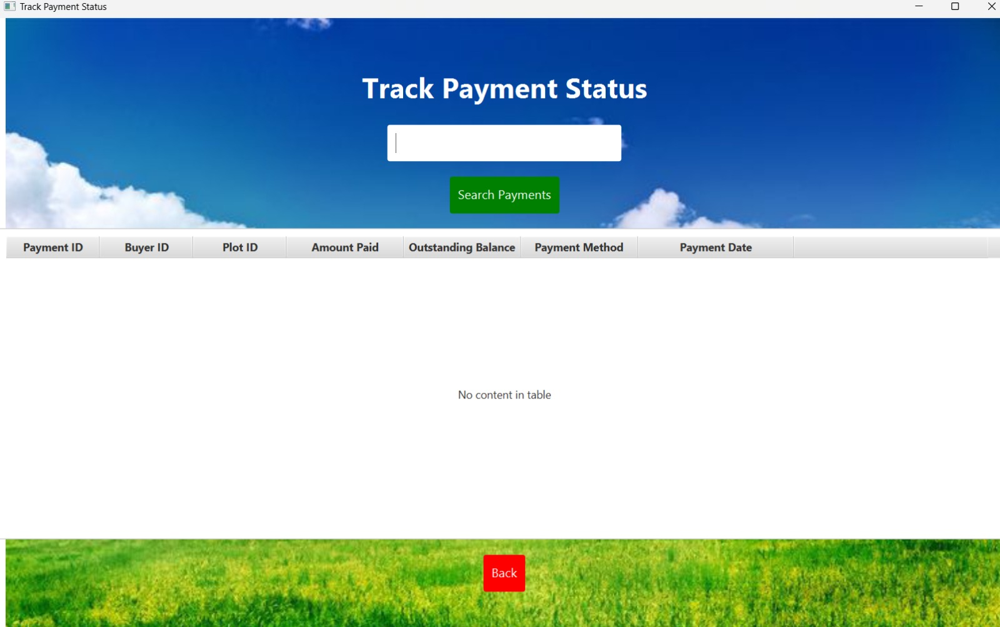 Track Payment Status
Track Payment Status
Search Payments
Payment ID Buyer ID Plot ID Amount Paid Outstanding Balance Payment Method Payment Date
No content in table
Back